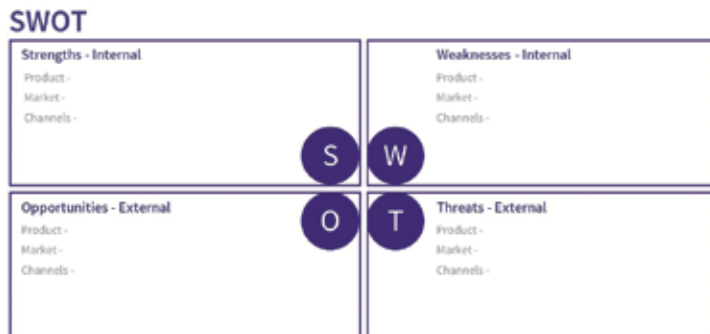 SWOT
Strengths - Internal
Product -
Market -
Channels -
S
Weaknesses - Internal
Product -
Market -
Channels -
W
Opportunities - External
Product -
Market -
Channels -
O
Threats - External
Product -
Market -
Channels -
T